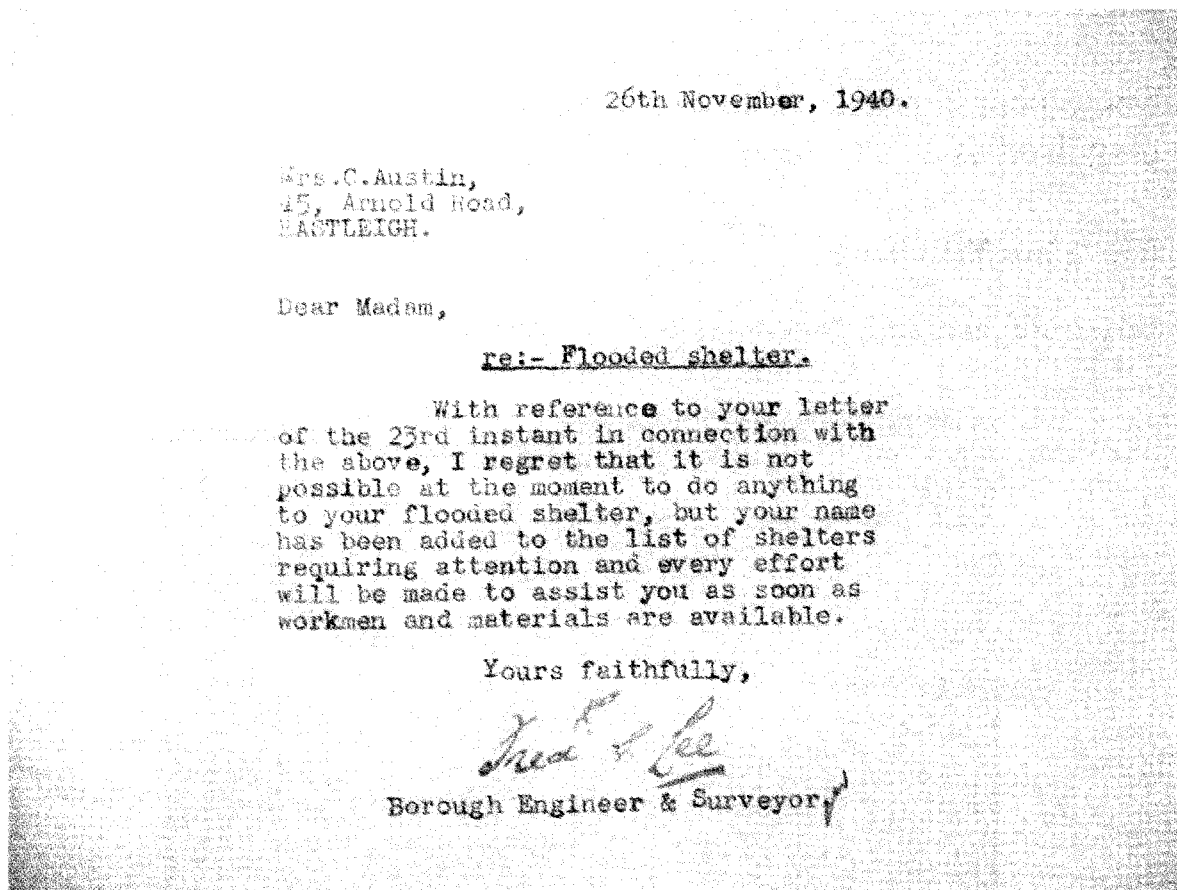 26th November, 1940.
Mrs.C.Austin,
45, Arnold Road,
EASTLEIGH.
Dear Madam,
re:- Flooded shelter.
With reference to your letter
of the 23rd instant in connection with
the above, I regret that it is not
possible at the moment to do anything
to your flooded shelter, but your name
has been added to the list of shelters
requiring attention and every effort
will be made to assist you as soon as
workmen and materials are available.
Yours faithfully,
Lee
Borough Engineer & Surveyor